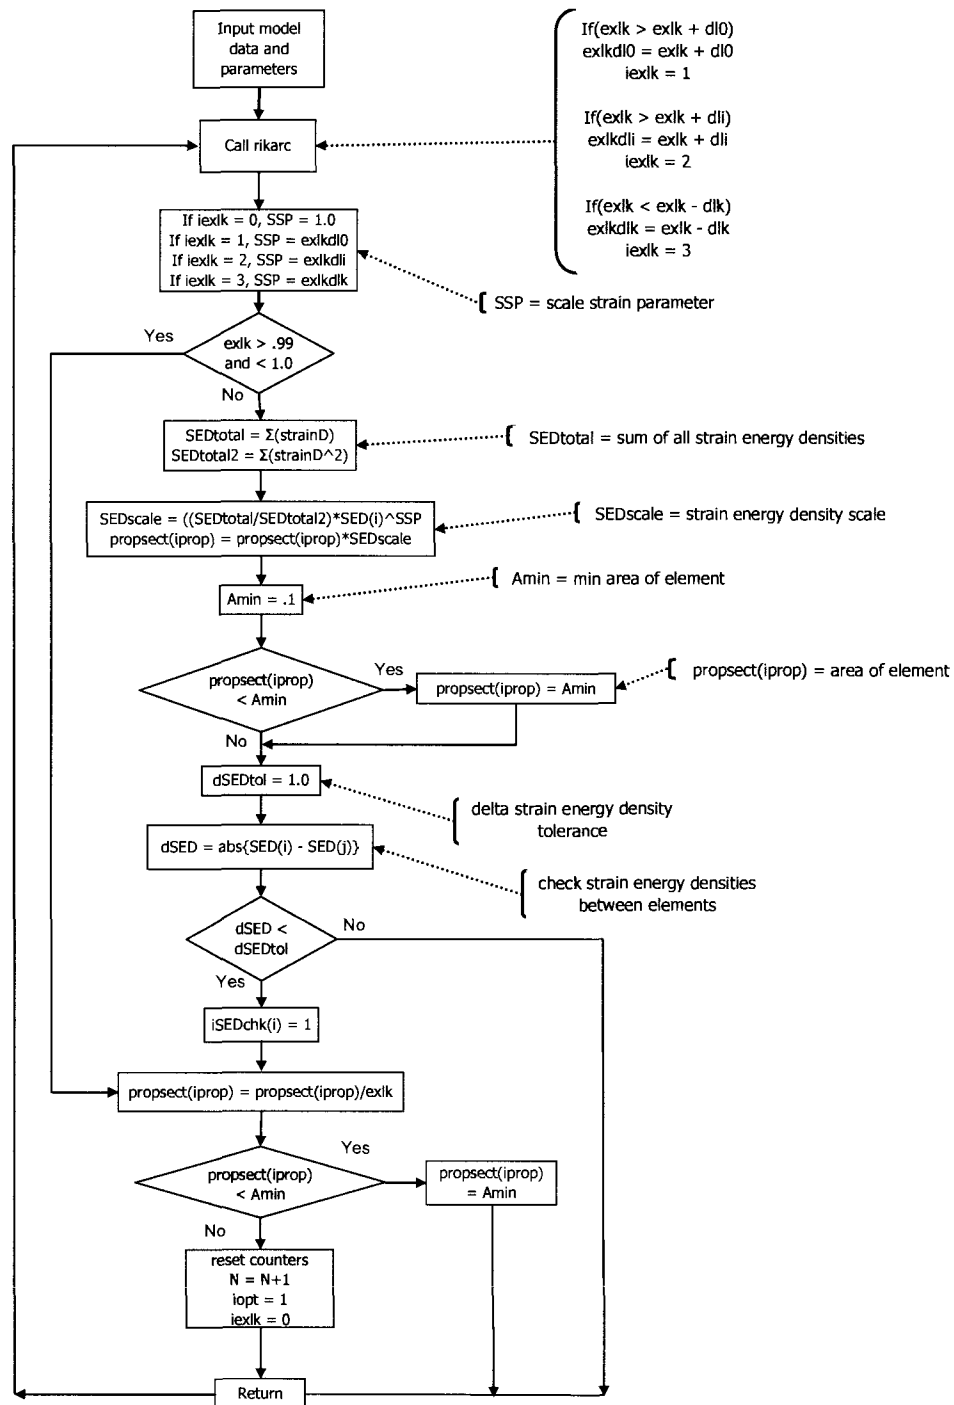 Input model
data and
parameters
If(exlk > exlk + dl0)
exlkdl0 = exlk + dl0
iexlk = 1
If(exlk > exlk + dli)
exlkdli = exlk + dli
iexlk = 2
If(exlk < exlk - dlk)
exlkdlk = exlk - dlk
iexlk = 3
Call rikarc
If iexlk = 0, SSP = 1.0
If iexlk = 1, SSP = exlkdl0
If iexlk = 2, SSP = exlkdli
If iexlk = 3, SSP = exlkdlk
{ SSP = scale strain parameter
Yes
exlk > .99
and < 1.0
No
SEDtotal = Σ(strainD)
SEDtotal2 = Σ(strainD^2)
{ SEDtotal = sum of all strain energy densities
SEDscale = ((SEDtotal/SEDtotal2)*SED(i)^SSP
propsect(iprop) = propsect(iprop)*SEDscale
{ SEDscale = strain energy density scale
Amin = .1
{ Amin = min area of element
propsect(iprop)
< Amin
Yes
propsect(iprop) = Amin
{ propsect(iprop) = area of element
No
dSEDtol = 1.0
delta strain energy density
tolerance
dSED = abs{SED(i) - SED(j)}
check strain energy densities
between elements
dSED <
dSEDtol
No
Yes
iSEDchk(i) = 1
propsect(iprop) = propsect(iprop)/exlk
propsect(iprop)
< Amin
Yes
propsect(iprop)
= Amin
No
reset counters
N = N+1
iopt = 1
iexlk = 0
Return